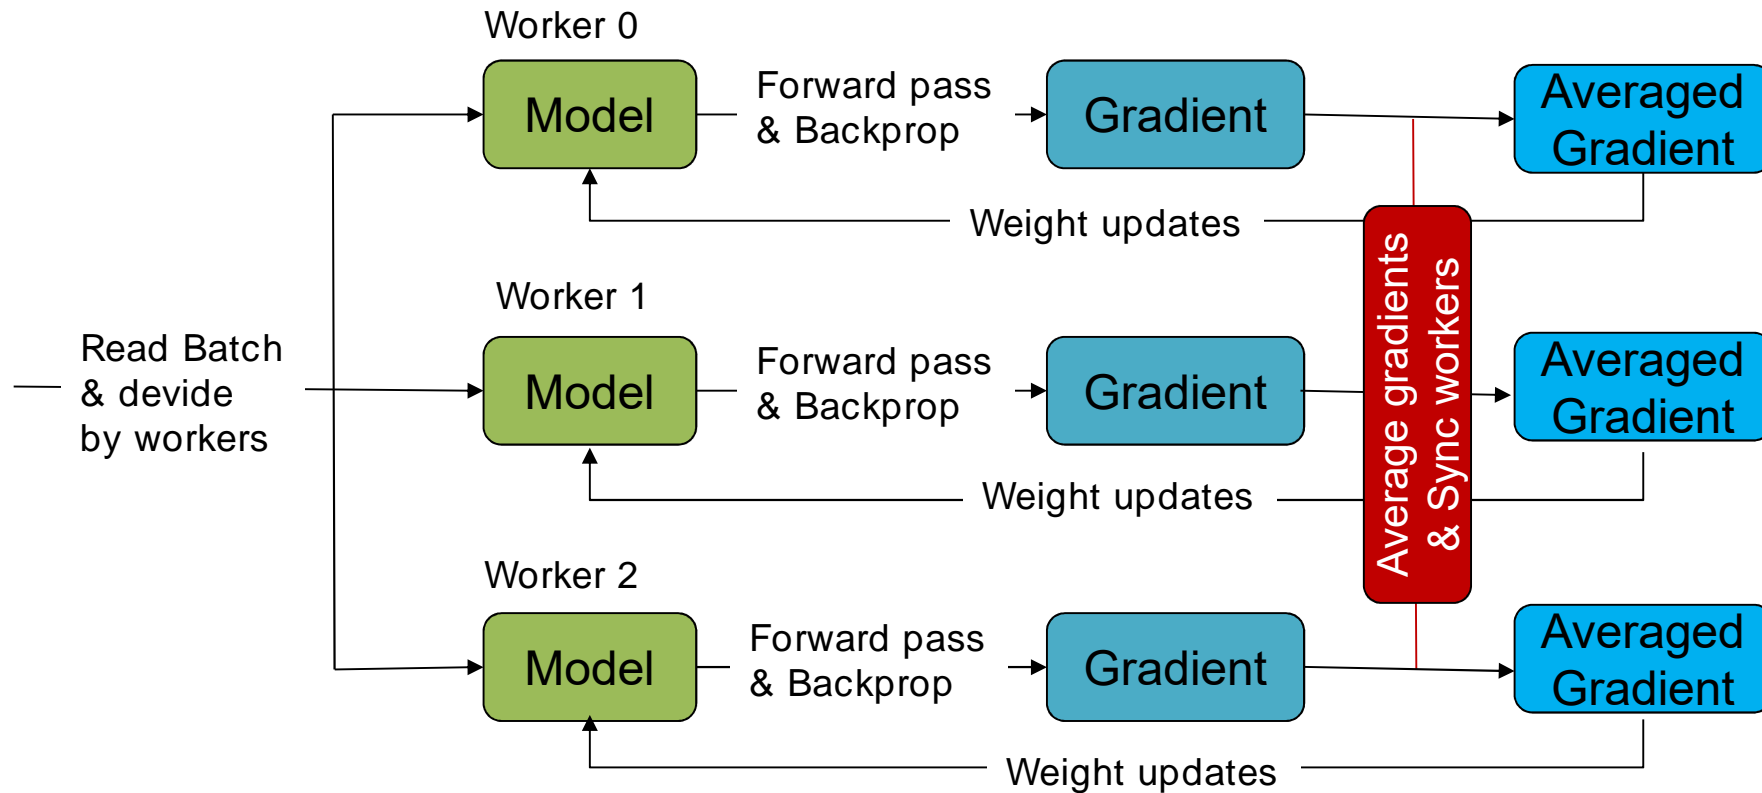 Worker 0
Model
Forward pass
& Backprop
Gradient
Averaged
Gradient
Weight updates
Worker 1
Read Batch
& devide
by workers
Model
Forward pass
& Backprop
Gradient
Average gradients
& Sync workers
Averaged
Gradient
Weight updates
Worker 2
Model
Forward pass
& Backprop
Gradient
Averaged
Gradient
Weight updates